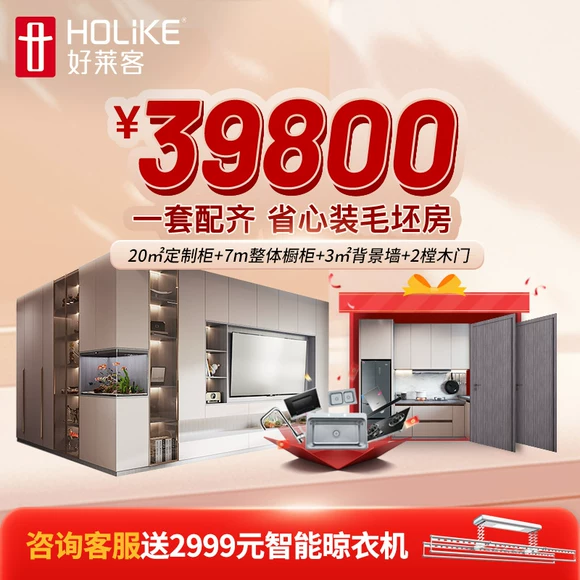 HOLiKE®
好莱客
¥39800
一套配齐 省心装毛坯房
20㎡定制柜+7m整体橱柜+3㎡背景墙+2樘木门
咨询客服送2999元智能晾衣机